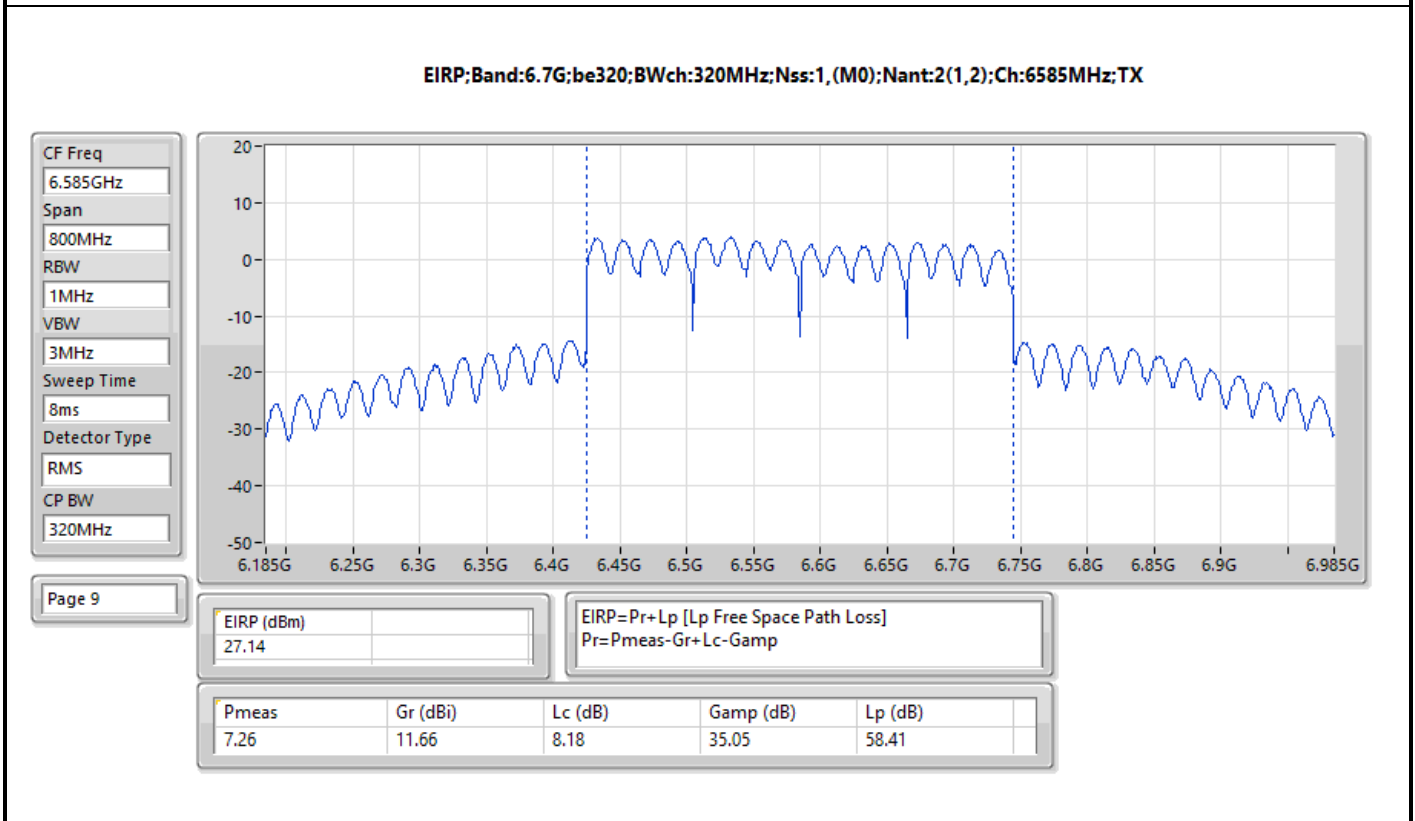 EIRP;Band:6.7G;be320;BWch:320MHz;Nss:1,(M0);Nant:2(1,2);Ch:6585MHz;TX
CF Freq
6.585GHz
Span
800MHz
RBW
1MHz
VBW
3MHz
Sweep Time
8ms
Detector Type
RMS
CP BW
320MHz
Page 9
20
10
0
-10
-20
-30
-40
-50
6.185G 6.25G 6.3G 6.35G 6.4G 6.45G 6.5G 6.55G 6.6G 6.65G 6.7G 6.75G 6.8G 6.85G 6.9G 6.985G
EIRP (dBm)
27.14
EIRP=Pr+Lp [Lp Free Space Path Loss]
Pr=Pmeas-Gr+Lc-Gamp
Pmeas Gr (dBi) Lc (dB) Gamp (dB) Lp (dB)
7.26 11.66 8.18 35.05 58.41